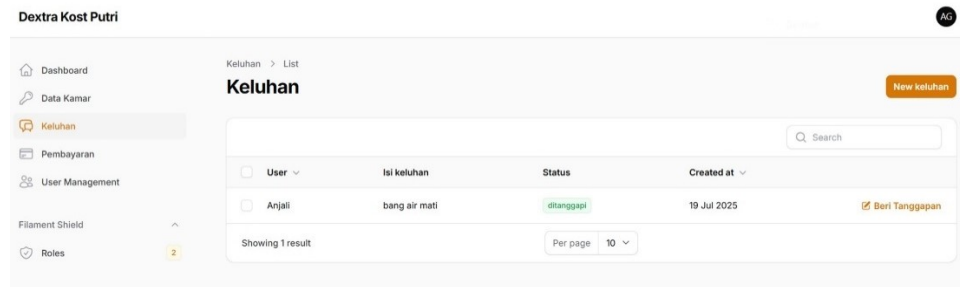 Dextra Kost Putri
AG
Dashboard
Data Kamar
Keluhan
Pembayaran
User Management
Filament Shield
Roles 2
Keluhan > List
Keluhan
New keluhan
Search
User Isi keluhan Status Created at
Anjali bang air mati ditanggapi 19 Jul 2025 Beri Tanggapan
Showing 1 result Per page 10